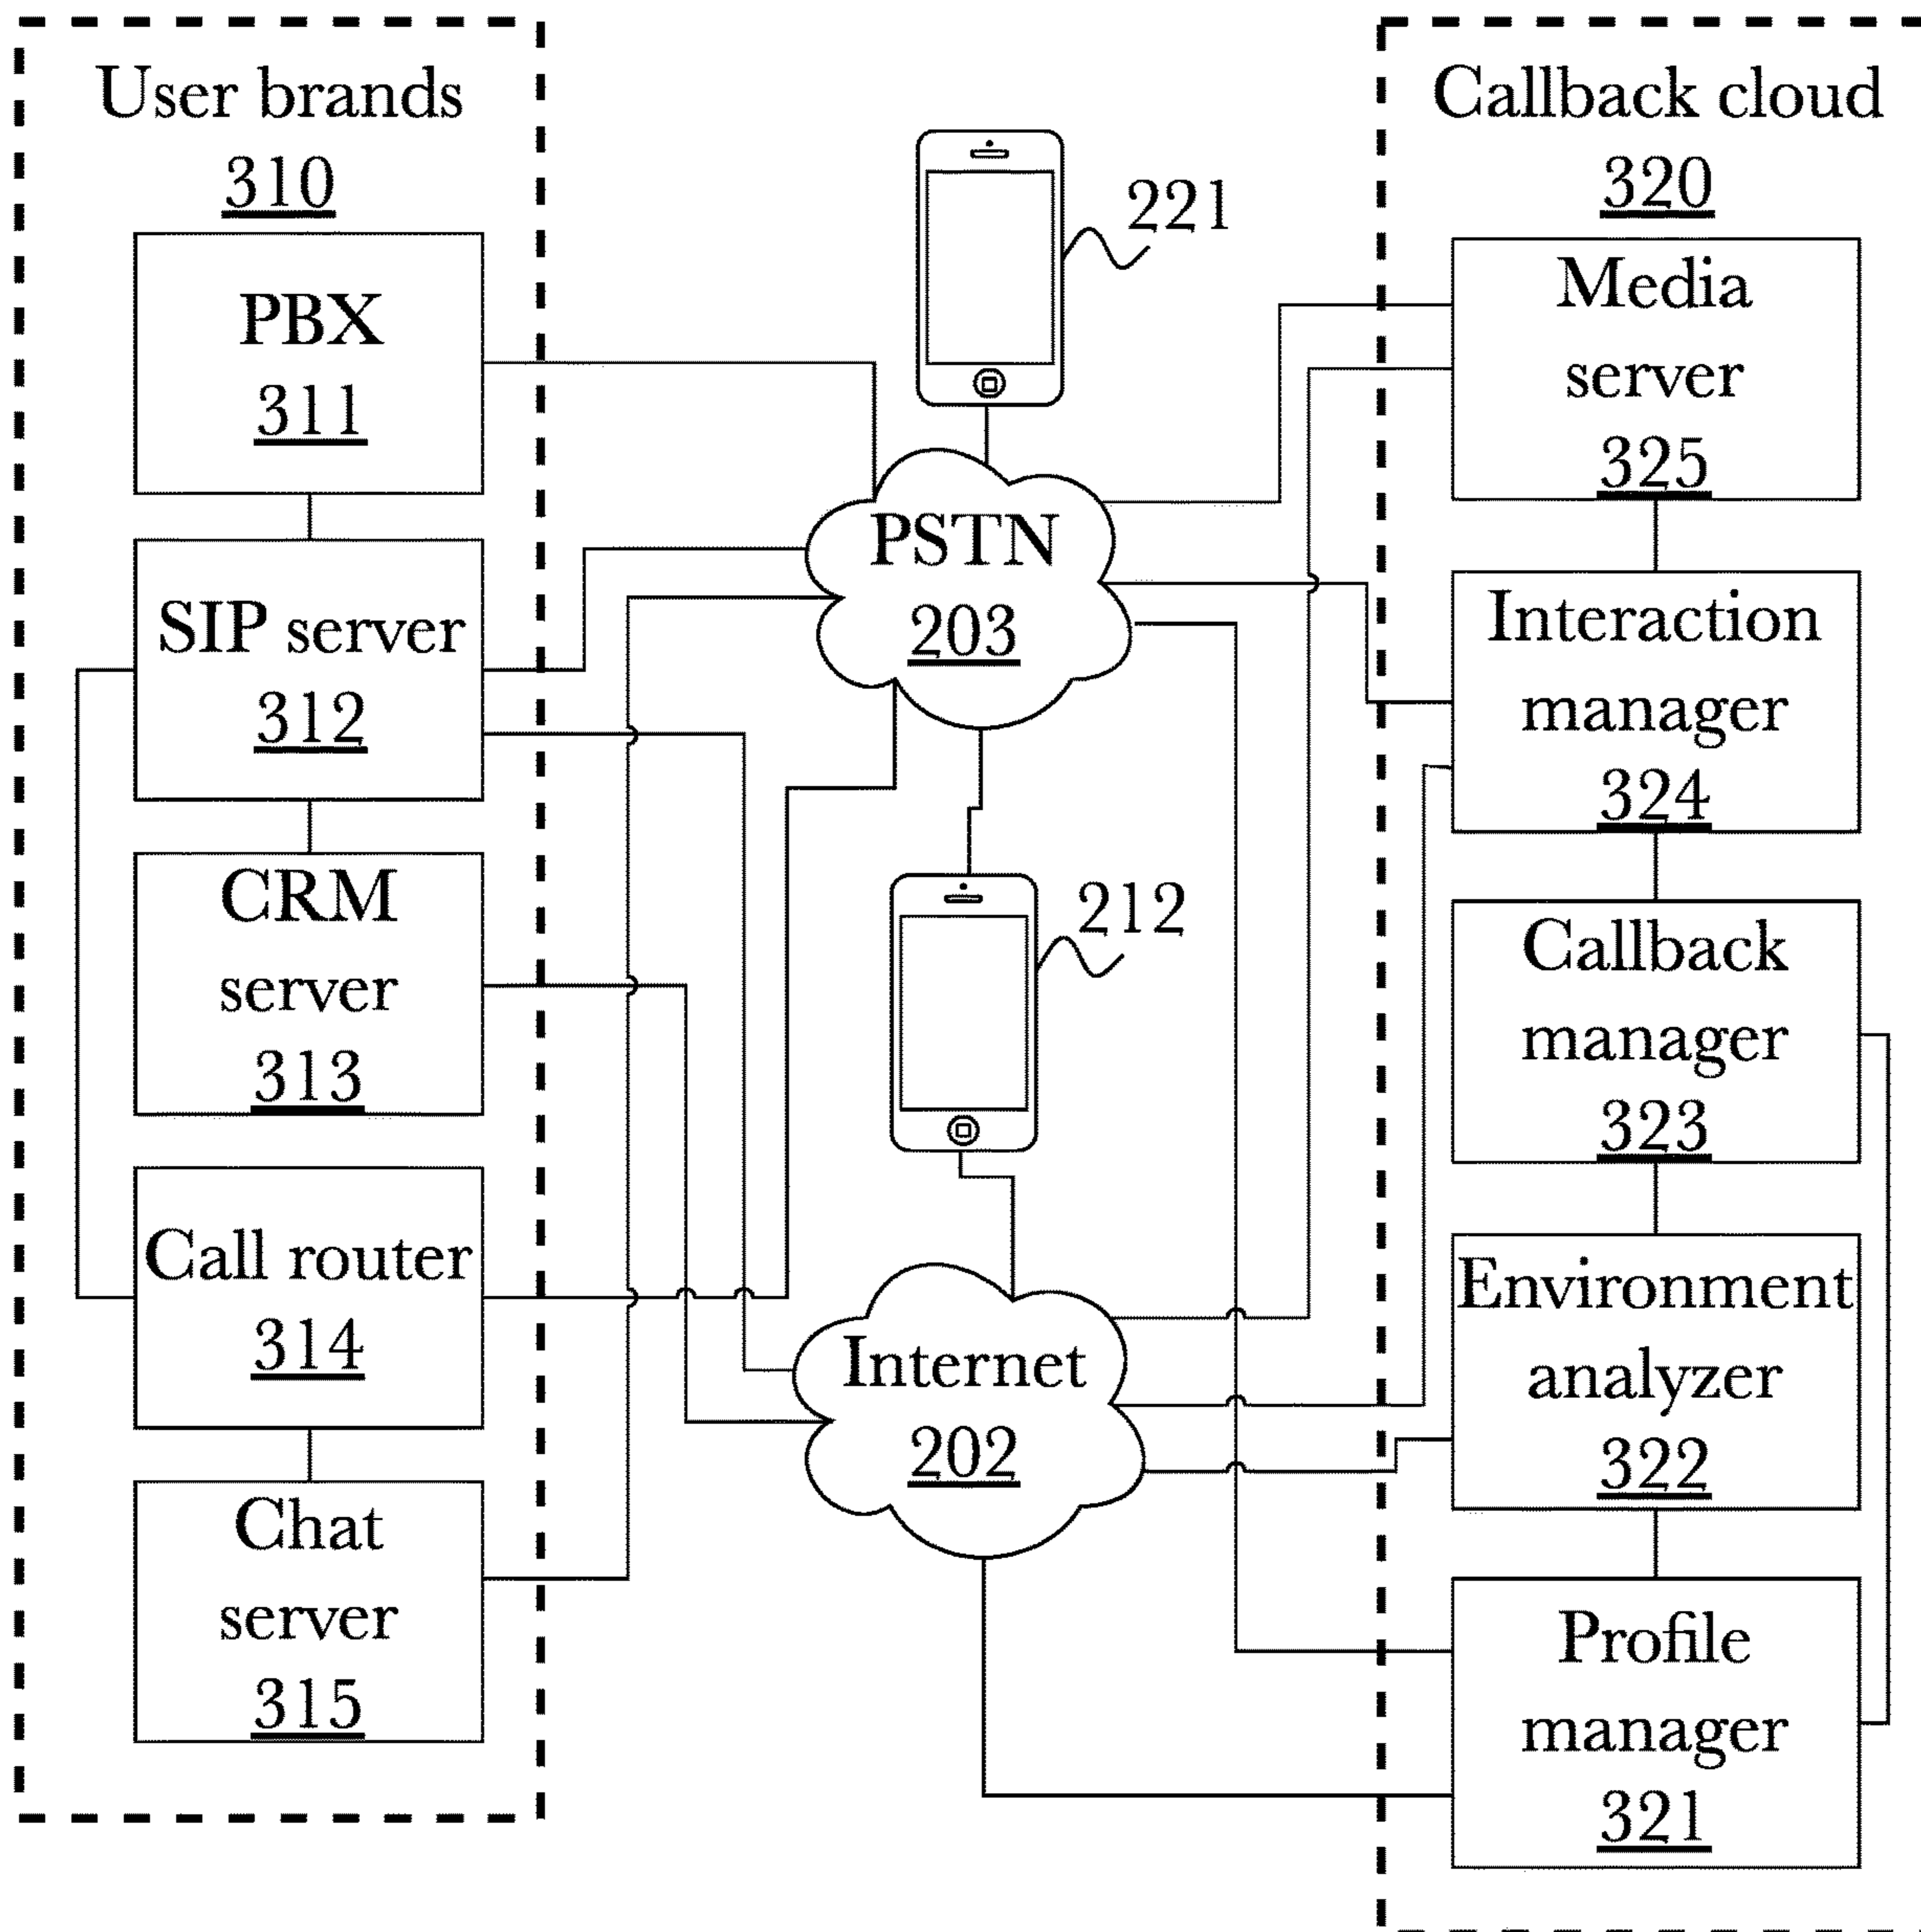 User brands
310
PBX
311
SIP server
312
CRM
server
313
Call router
314
Chat
server
315
221
PSTN
203
212
Internet
202
Callback cloud
320
Media
server
325
Interaction
manager
324
Callback
manager
323
Environment
analyzer
322
Profile
manager
321